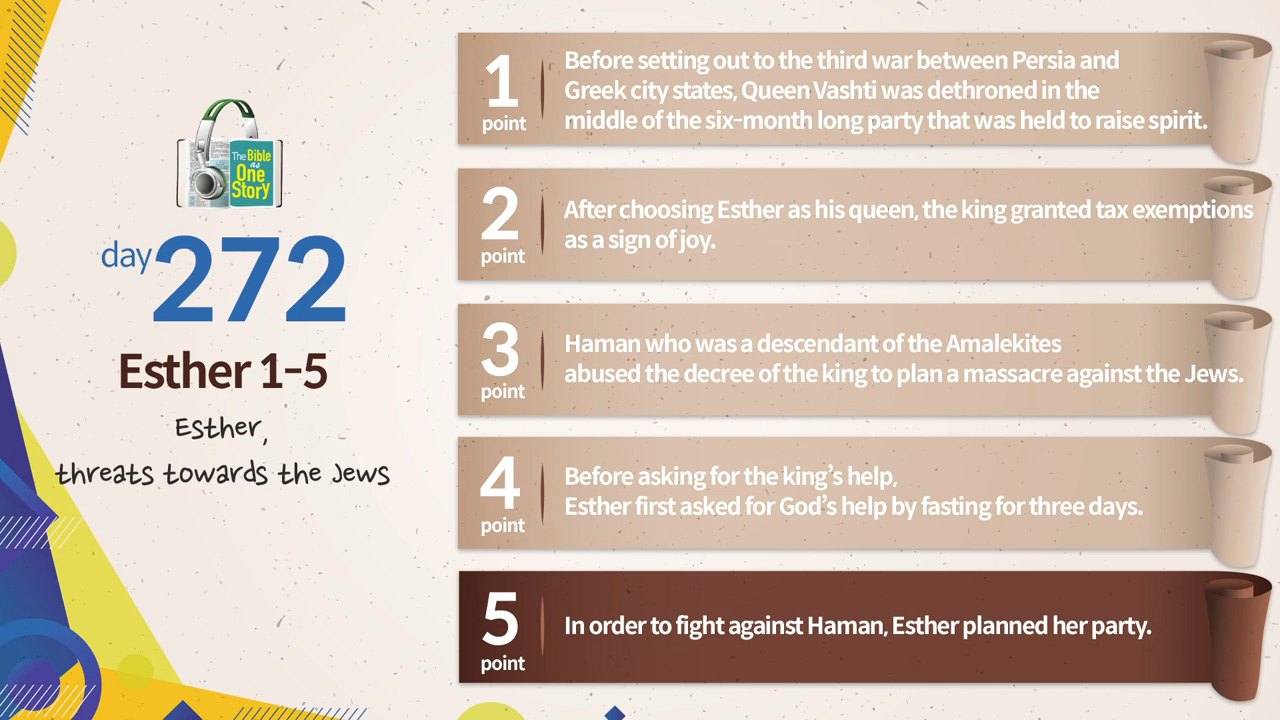 The Bible
as
One
Story
day 272
Esther 1-5
Esther,
threats towards the Jews
1
point
Before setting out to the third war between Persia and
Greek city states, Queen Vashti was dethroned in the
middle of the six-month long party that was held to raise spirit.
2
point
After choosing Esther as his queen, the king granted tax exemptions
as a sign of joy.
3
point
Haman who was a descendant of the Amalekites
abused the decree of the king to plan a massacre against the Jews.
4
point
Before asking for the king's help,
Esther first asked for God's help by fasting for three days.
5
point
In order to fight against Haman, Esther planned her party.